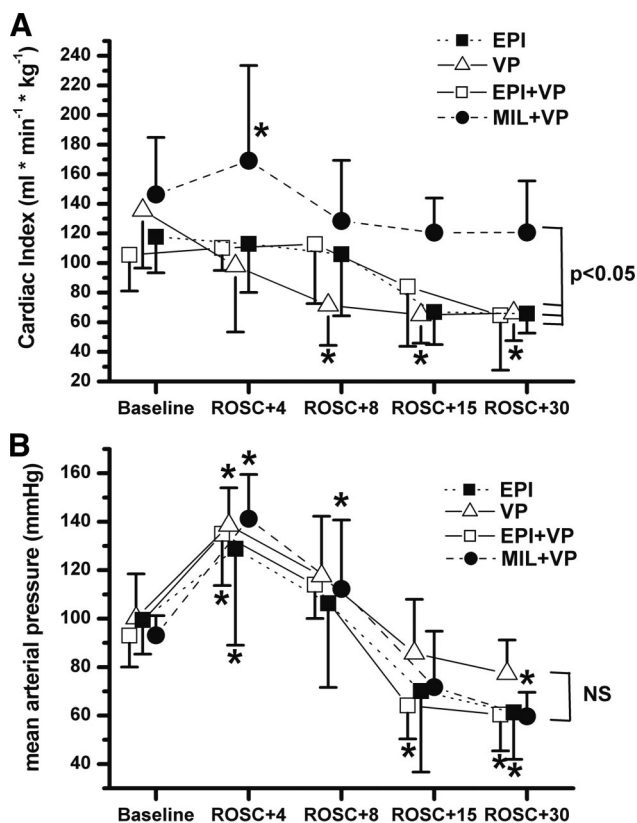 A
EPI
VP
EPI+VP
MIL+VP
Cardiac Index (ml * min⁻¹ * kg⁻¹)
240
220
200
180
160
140
120
100
80
60
40
20
*
* * *
p<0.05
Baseline ROSC+4 ROSC+8 ROSC+15 ROSC+30
B
EPI
VP
EPI+VP
MIL+VP
mean arterial pressure (mmHg)
160
140
120
100
80
60
40
* * *
* *
*
* * *
NS
Baseline ROSC+4 ROSC+8 ROSC+15 ROSC+30